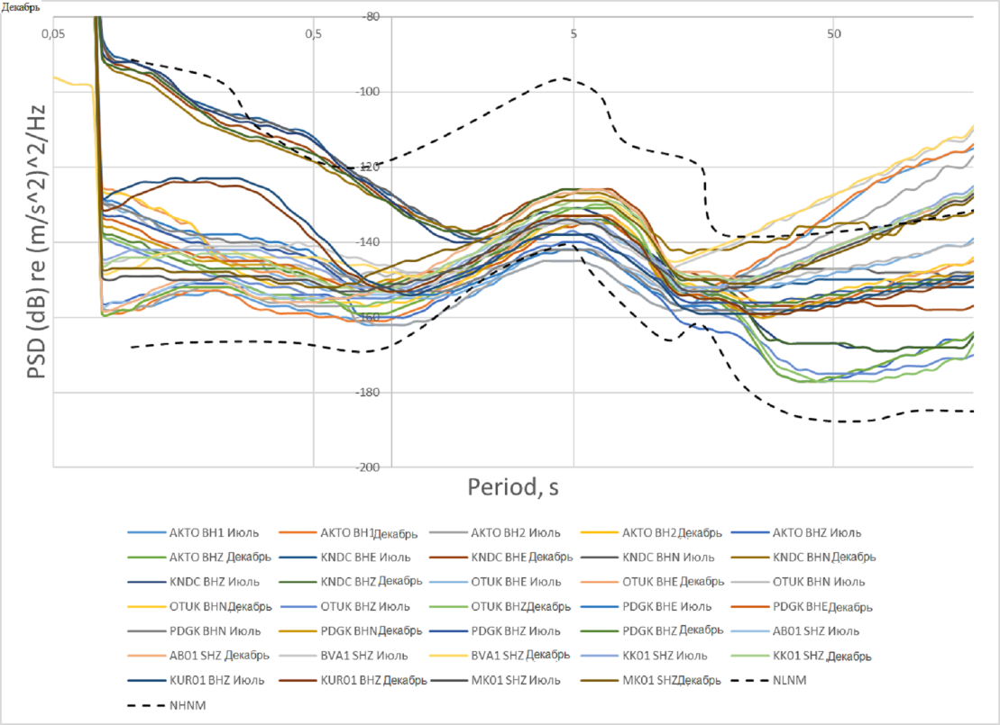 Декабрь
-80
0,05 0,5 5 50
-100
-120
-140
-160
-180
-200
PSD (dB) re (m/s^2)^2/Hz
Period, s
AKTO BH1 Июль AKTO BH1Декабрь AKTO BH2 Июль AKTO BH2Декабрь AKTO BHZ Июль
AKTO BHZ Декабрь KNDC BHE Июль KNDC BHE Декабрь KNDC BHN Июль KNDC BHNДекабрь
KNDC BHZ Июль KNDC BHZ Декабрь OTUK BHE Июль OTUK BHE Декабрь OTUK BHN Июль
OTUK BHNДекабрь OTUK BHZ Июль OTUK BHZДекабрь PDGK BHE Июль PDGK BHEДекабрь
PDGK BHN Июль PDGK BHNДекабрь PDGK BHZ Июль PDGK BHZ Декабрь AB01 SHZ Июль
AB01 SHZ Декабрь BVA1 SHZ Июль BVA1 SHZ Декабрь KK01 SHZ Июль KK01 SHZ Декабрь
KUR01 BHZ Июль KUR01 BHZ Декабрь MK01 SHZ Июль MK01 SHZДекабрь NLNM
NHNM